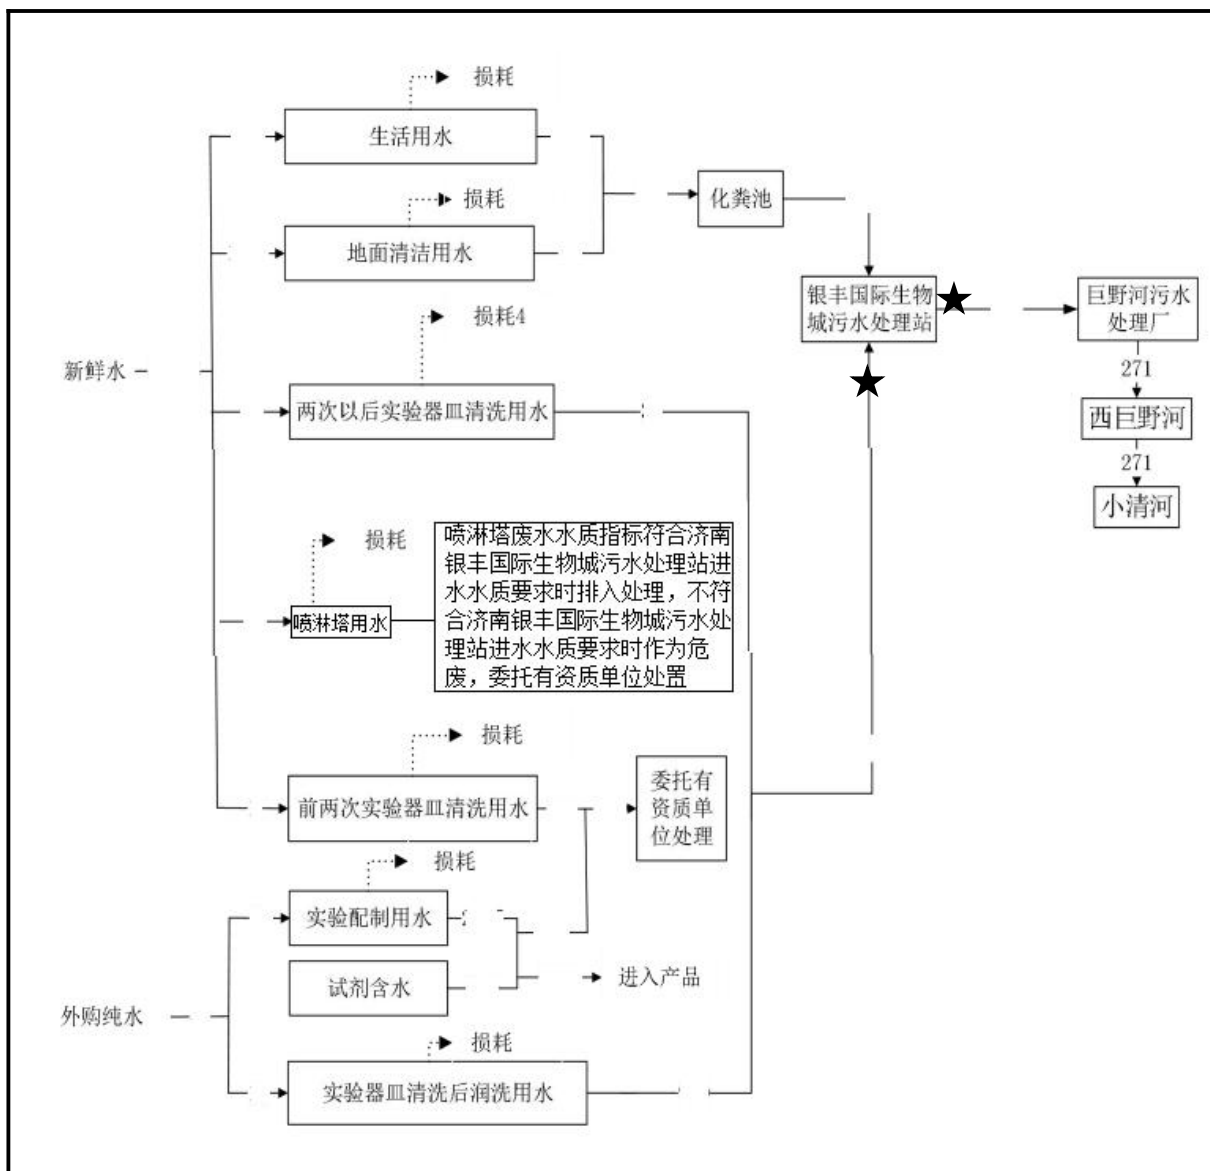 损耗
生活用水
损耗
化粪池
地面清洁用水
银丰国际生物
城污水处理站
巨野河污水
处理厂
损耗4
271
新鲜水
两次以后实验器皿清洗用水
西巨野河
271
小清河
损耗
喷淋塔废水水质指标符合济南
银丰国际生物城污水处理站进
水水质要求时排入处理，不符
合济南银丰国际生物城污水处
理站进水水质要求时作为危
废，委托有资质单位处置
喷淋塔用水
损耗
委托有
资质单
位处理
前两次实验器皿清洗用水
损耗
实验配制用水
试剂含水
进入产品
外购纯水
损耗
实验器皿清洗后润洗用水